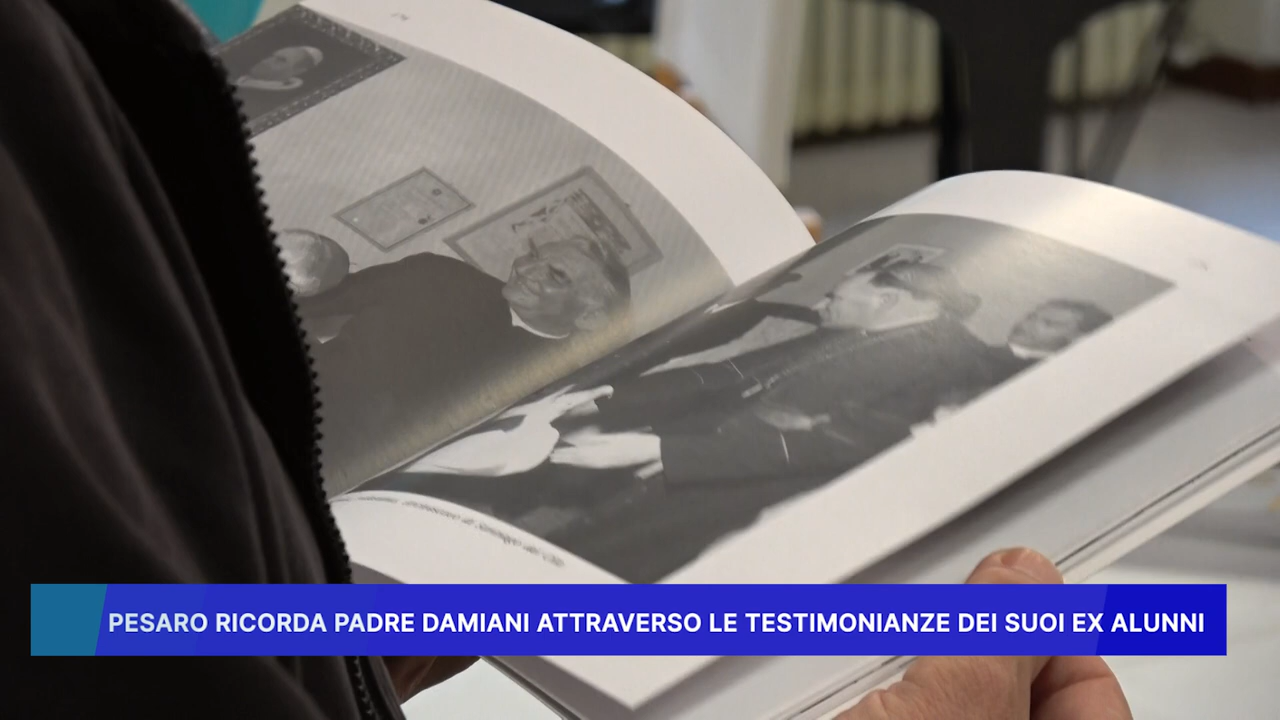 PESARO RICORDA PADRE DAMIANI ATTRAVERSO LE TESTIMONIANZE DEI SUOI EX ALUNNI